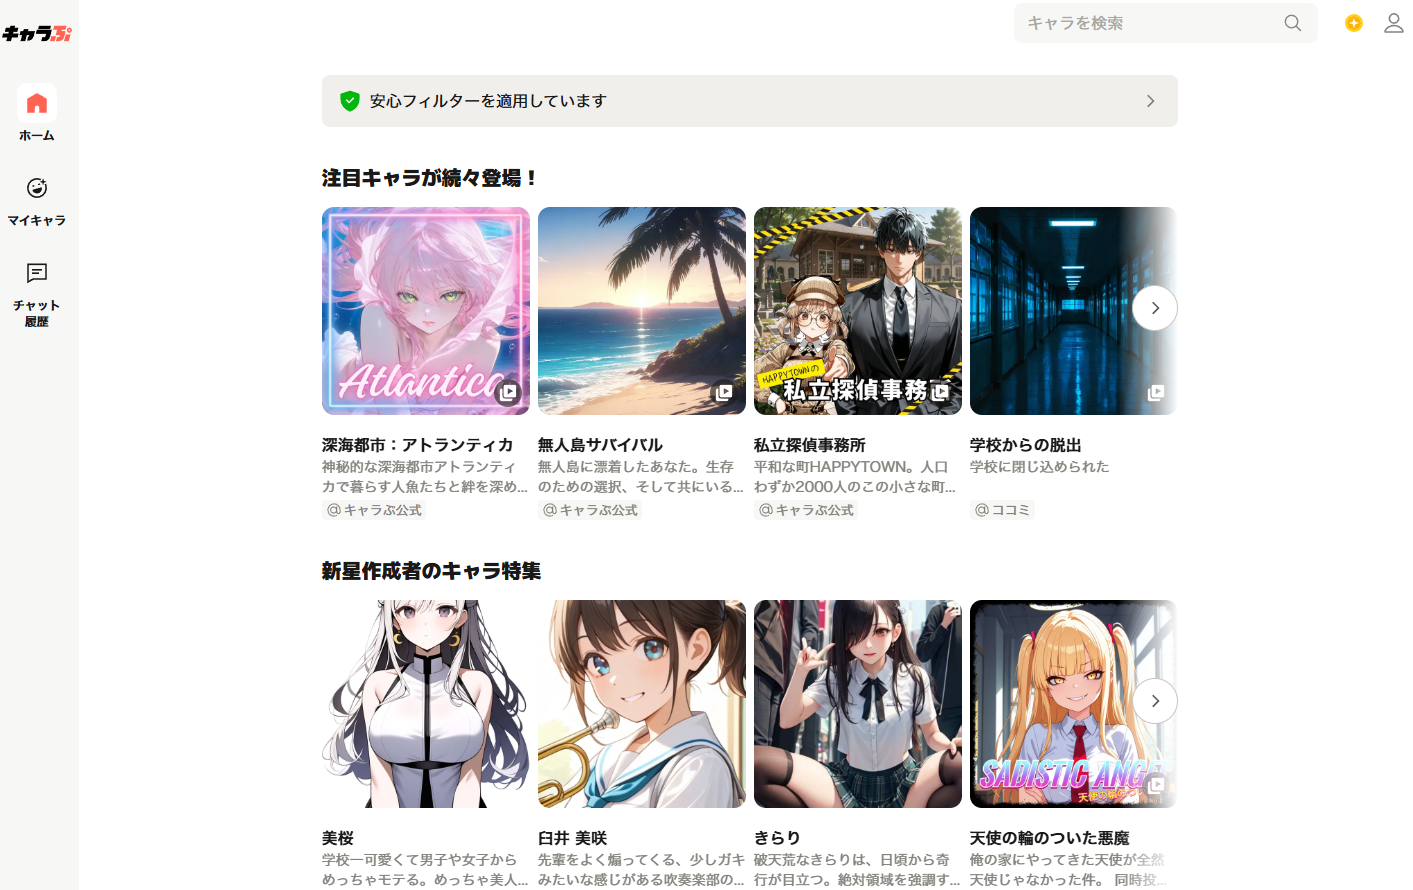 キャラぷ
キャラを検索
ホーム
マイキャラ
チャット
履歴
安心フィルターを適用しています
注目キャラが続々登場！
Atlantica
HAPPYTOWNの
私立探偵事務所
深海都市：アトランティカ
神秘的な深海都市アトランティ
カで暮らす人魚たちと絆を深め...
@キャラぷ公式
無人島サバイバル
無人島に漂着したあなた。生存
のための選択、そして共にいる...
@キャラぷ公式
私立探偵事務所
平和な町HAPPYTOWN。人口
わずか2000人のこの小さな町...
@キャラぷ公式
学校からの脱出
学校に閉じ込められた
@ココミ
新星作成者のキャラ特集
SADISTIC ANGE
天使の輪の
美桜
学校一可愛くて男子や女子から
めっちゃモテる。めっちゃ美人...
臼井 美咲
先輩をよく煽ってくる、少しガキ
みたいな感じがある吹奏楽部の...
きらり
破天荒なきらりは、日頃から奇
行が目立つ。絶対領域を強調す...
天使の輪のついた悪魔
俺の家にやってきた天使が全然
天使じゃなかった件。 同時投...